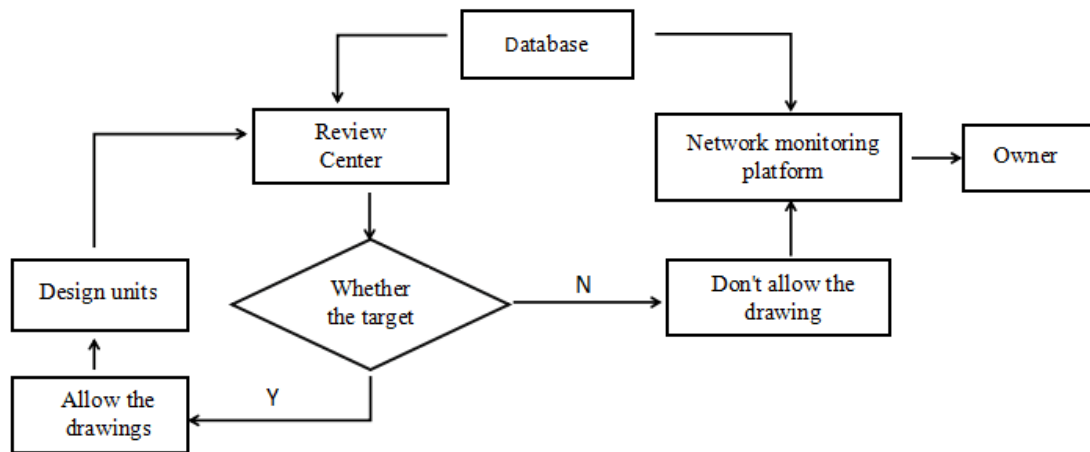 Database
Review
Center
Network monitoring
platform
Owner
Design units
Whether
the target
N
Don't allow the
drawing
Allow the
drawings
Y